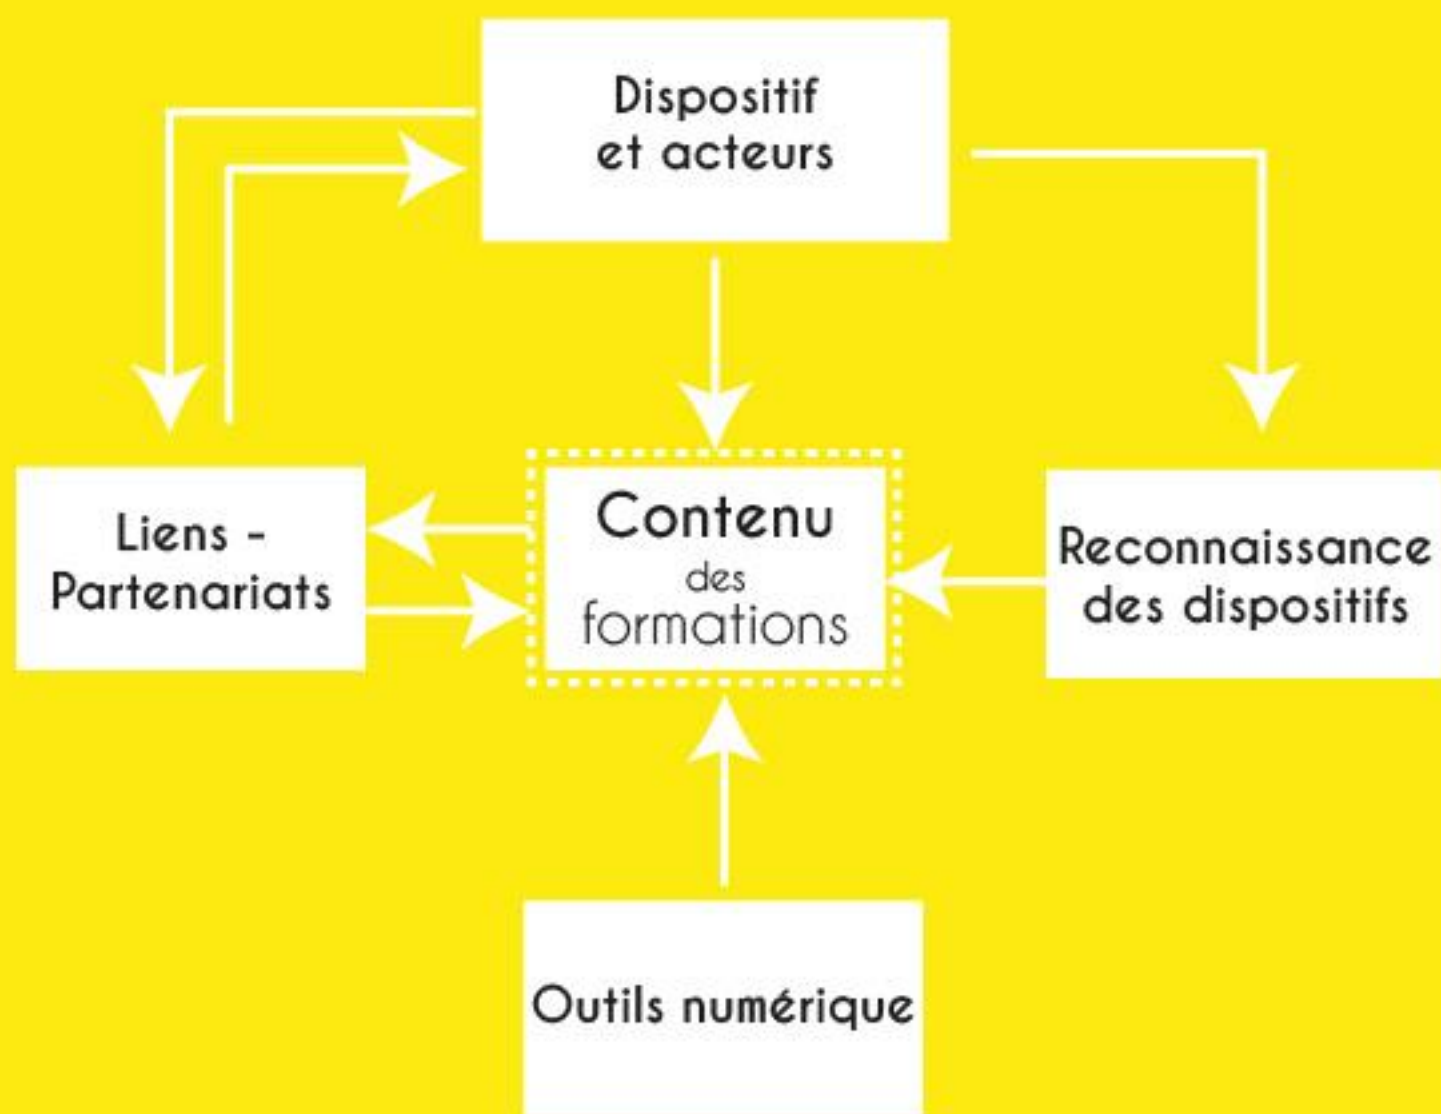 Dispositif
et acteurs
Liens -
Partenariats
Contenu
des
formations
Reconnaissance
des dispositifs
Outils numérique